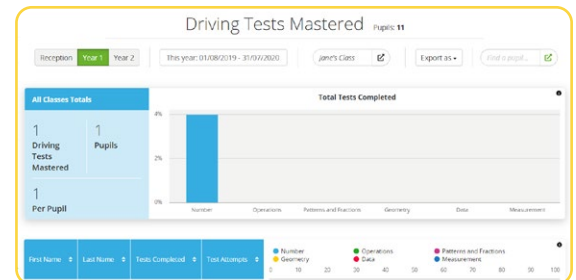 Driving Tests Mastered Pupils: 11
Reception Year 1 Year 2 This year: 01/08/2019 - 31/07/2020 Jane's Class Export as Find a pupil...
All Classes Totals
Total Tests Completed
1
Driving
Tests
Mastered
1
Pupils
1
Per Pupil
4%
2%
0%
Number Operations Patterns and Fractions Geometry Data Measurement
First Name Last Name Tests Completed Test Attempts
Number Operations Patterns and Fractions
Geometry Data Measurement
0 10 20 30 40 50 60 70 80 90 100